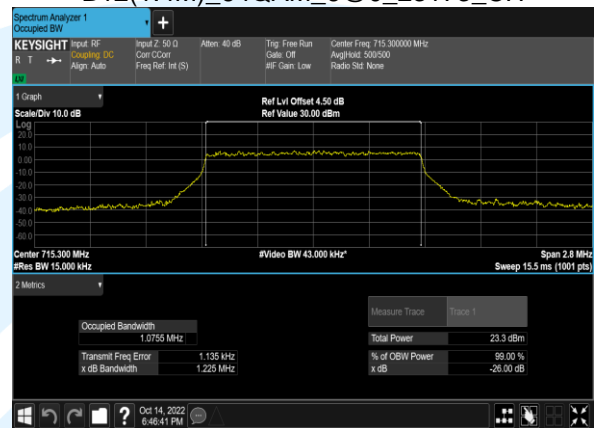 Spectrum Analyzer 1
Occupied BW
KEYSIGHT
R T
LV
Input: RF
Coupling: DC
Align: Auto
Input Z: 50 Ω
Corr CCorr
Freq Ref: Int (S)
Atten: 40 dB
Trig: Free Run
Gate: Off
#IF Gain: Low
Center Freq: 715.300000 MHz
Avg|Hold: 500/500
Radio Std: None
1 Graph
Scale/Div 10.0 dB
Ref Lvl Offset 4.50 dB
Ref Value 30.00 dBm
Log
20.0
10.0
0.00
-10.0
-20.0
-30.0
-40.0
-50.0
-60.0
Center 715.300 MHz
#Res BW 15.000 kHz
#Video BW 43.000 kHz*
Span 2.8 MHz
Sweep 15.5 ms (1001 pts)
2 Metrics
Measure Trace Trace 1
Occupied Bandwidth
1.0755 MHz
Total Power 23.3 dBm
Transmit Freq Error 1.135 kHz
x dB Bandwidth 1.225 MHz
% of OBW Power 99.00 %
x dB -26.00 dB
Oct 14, 2022
6:46:41 PM